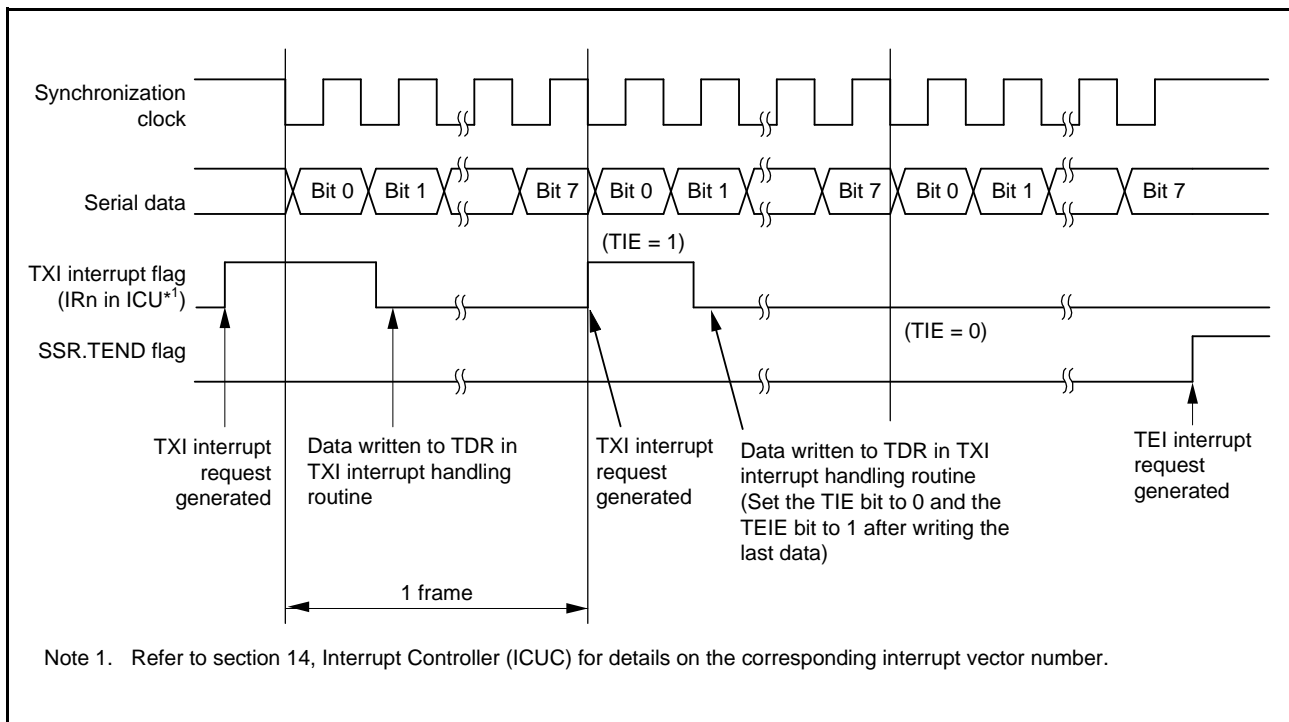 Synchronization
clock
Serial data
Bit 0
Bit 1
Bit 7
Bit 0
Bit 1
Bit 7
Bit 0
Bit 1
Bit 7
(TIE = 1)
TXI interrupt flag
(IRn in ICU*1)
(TIE = 0)
SSR.TEND flag
TXI interrupt
request
generated
Data written to TDR in
TXI interrupt handling
routine
TXI interrupt
request
generated
Data written to TDR in TXI
interrupt handling routine
(Set the TIE bit to 0 and the
TEIE bit to 1 after writing the
last data)
TEI interrupt
request
generated
1 frame
Note 1. Refer to section 14, Interrupt Controller (ICUC) for details on the corresponding interrupt vector number.